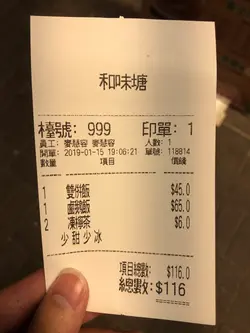 和味塘
檯號: 999 印單: 1
員工: 麥慧容 麥慧容 人數: 1
開單: 2019-01-15 19:06:21 單號: 118814
數量 項目 價錢
1 雙併飯 $45.0
1 滷鵝飯 $65.0
2 凍檸茶 $6.0
少甜少冰
項目總數: $116.0
總數: $116